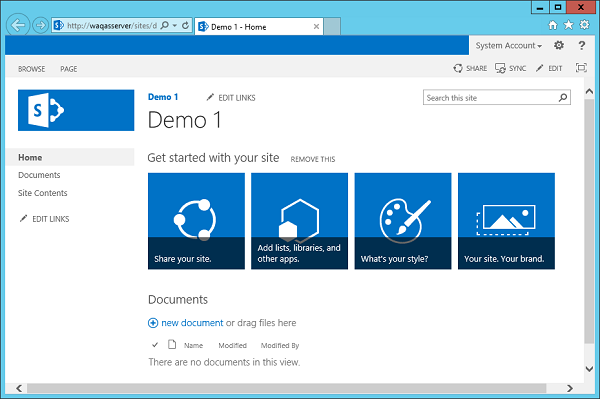 http://waqasserver/sites/d
Demo 1 - Home
System Account
?
BROWSE PAGE
SHARE SYNC EDIT
S
Demo 1 EDIT LINKS
Search this site
Demo 1
Home
Documents
Site Contents
EDIT LINKS
Get started with your site REMOVE THIS
Share your site.
Add lists, libraries, and
other apps.
What's your style?
Your site. Your brand.
Documents
new document or drag files here
Name Modified Modified By
There are no documents in this view.